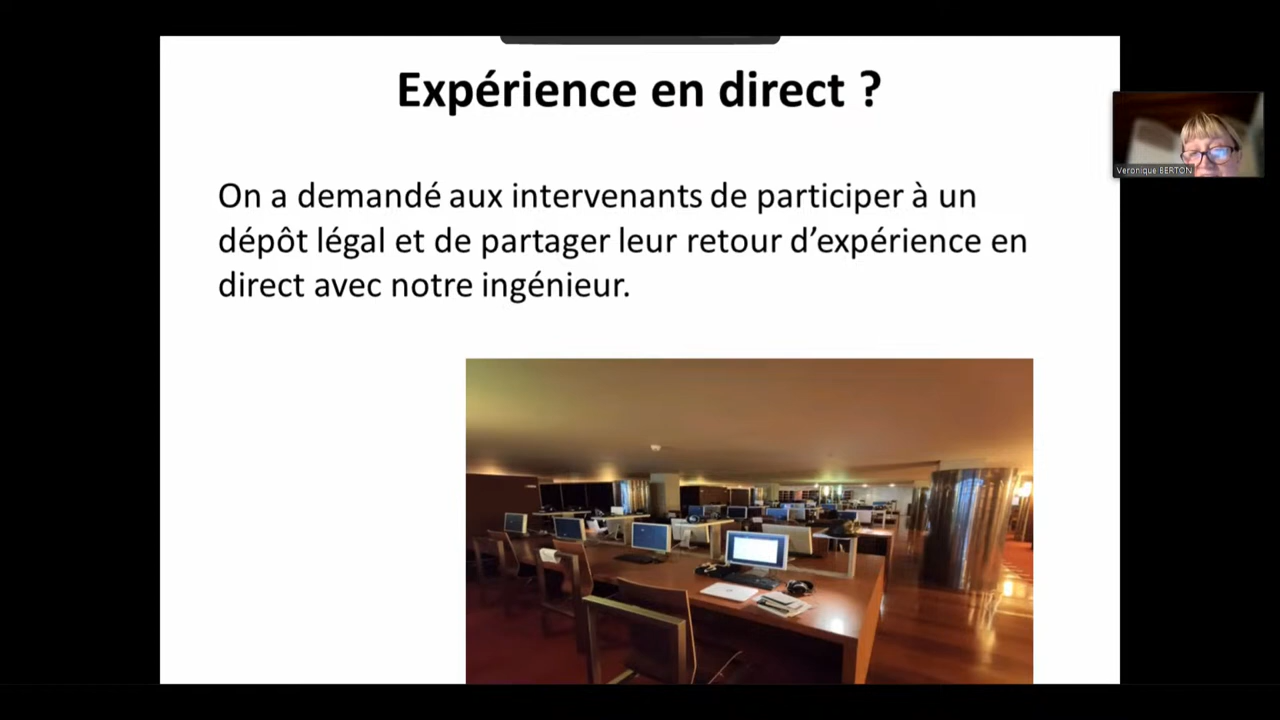 Expérience en direct ?
On a demandé aux intervenants de participer à un
dépôt légal et de partager leur retour d’expérience en
direct avec notre ingénieur.
Veronique BERTON